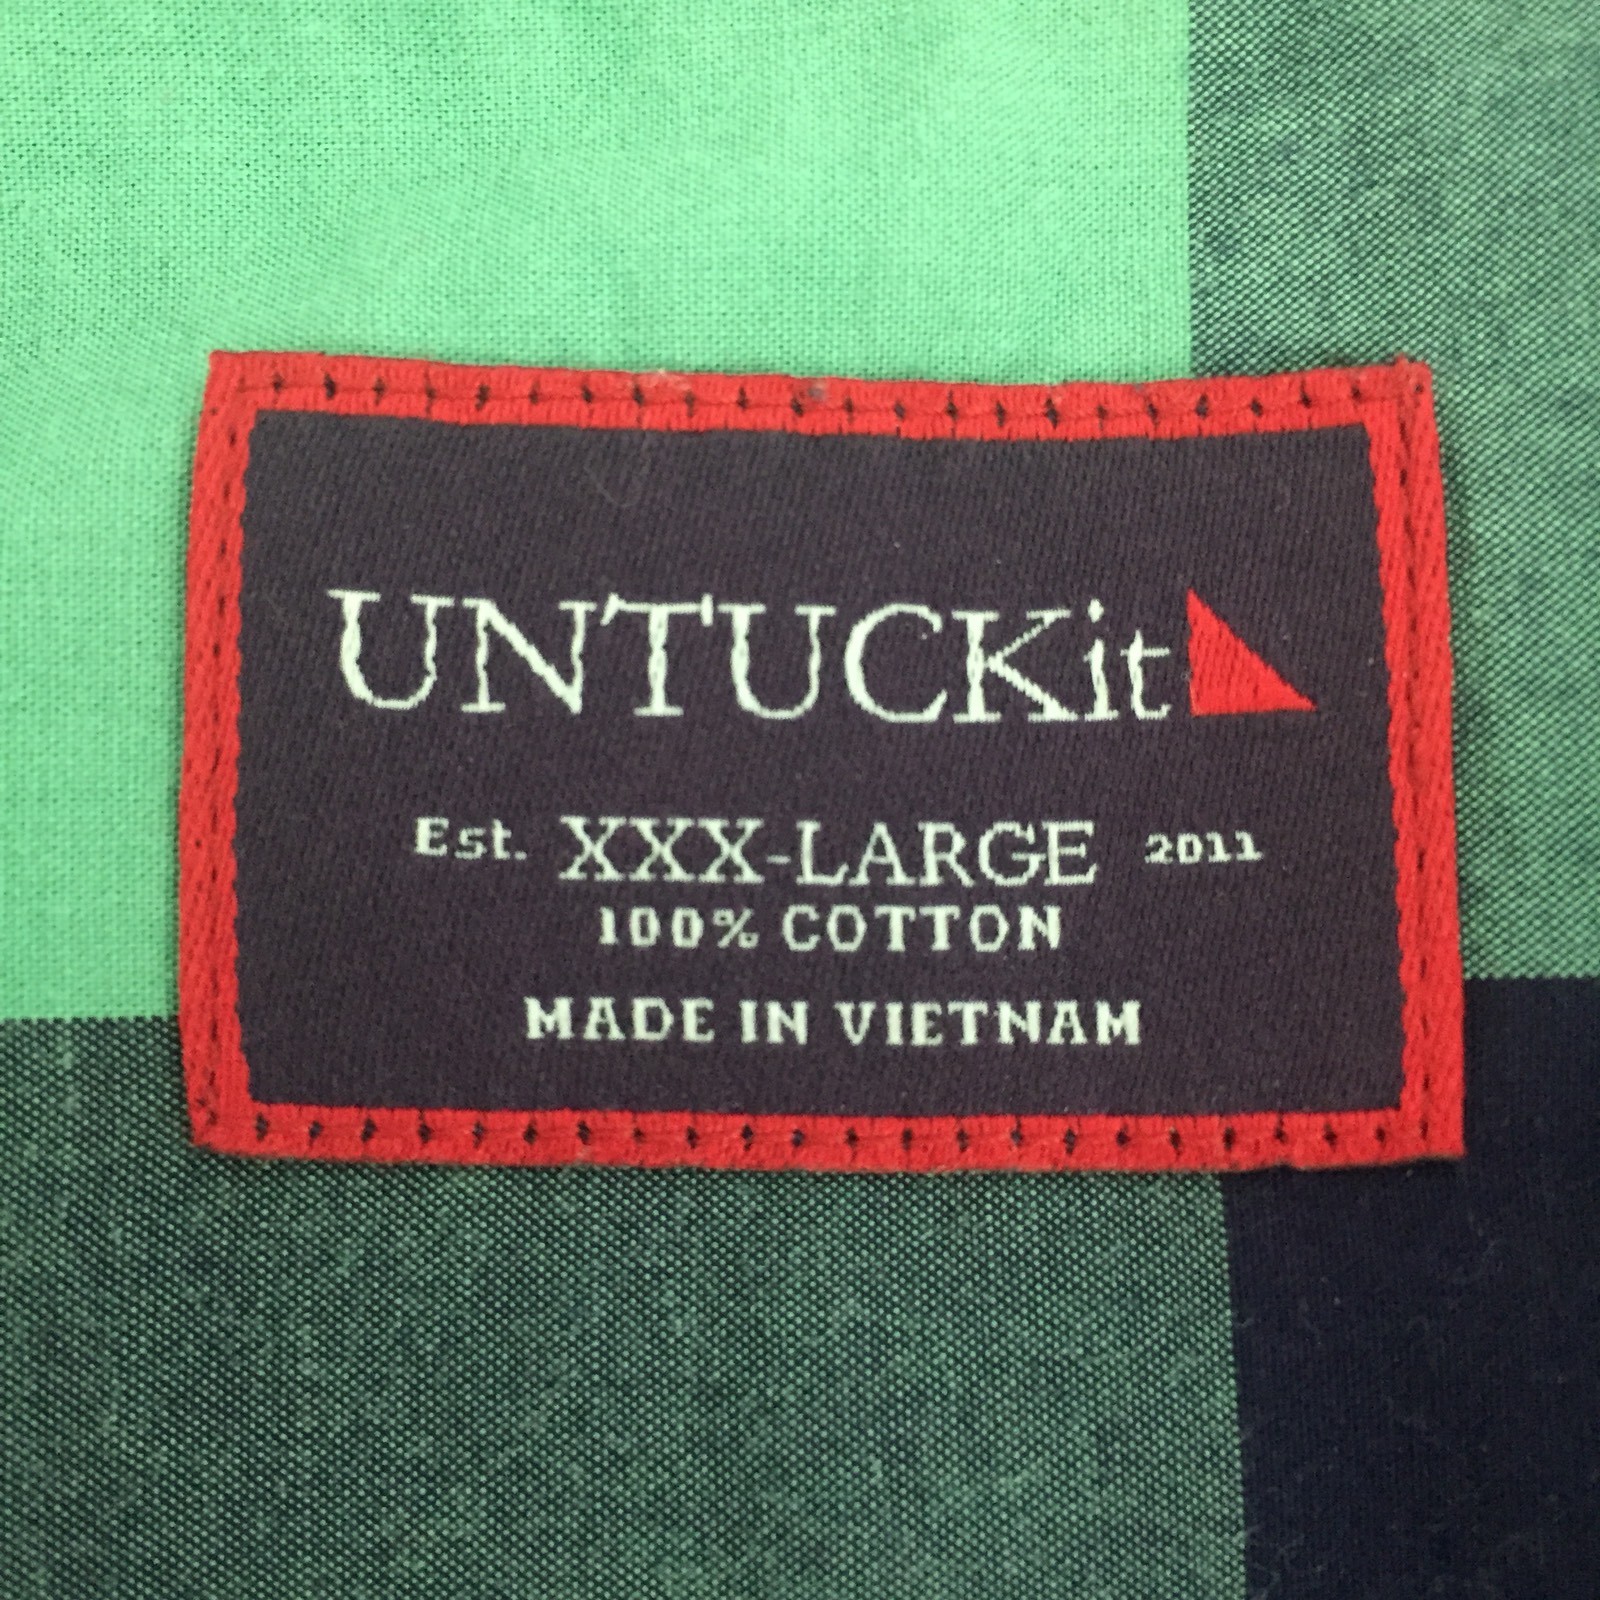 UNTUCKit
Est. XXX-LARGE 2011
100% COTTON
MADE IN VIETNAM